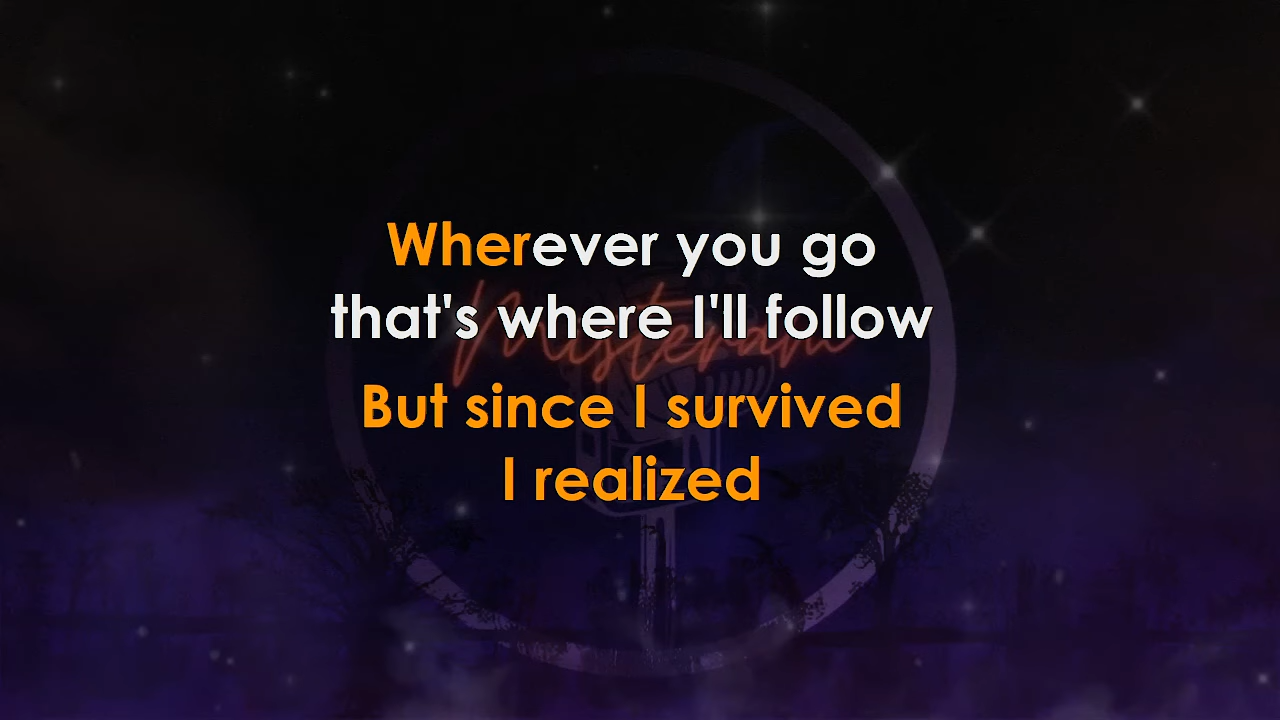 Wherever you go
that's where I'll follow
But since I survived
I realized